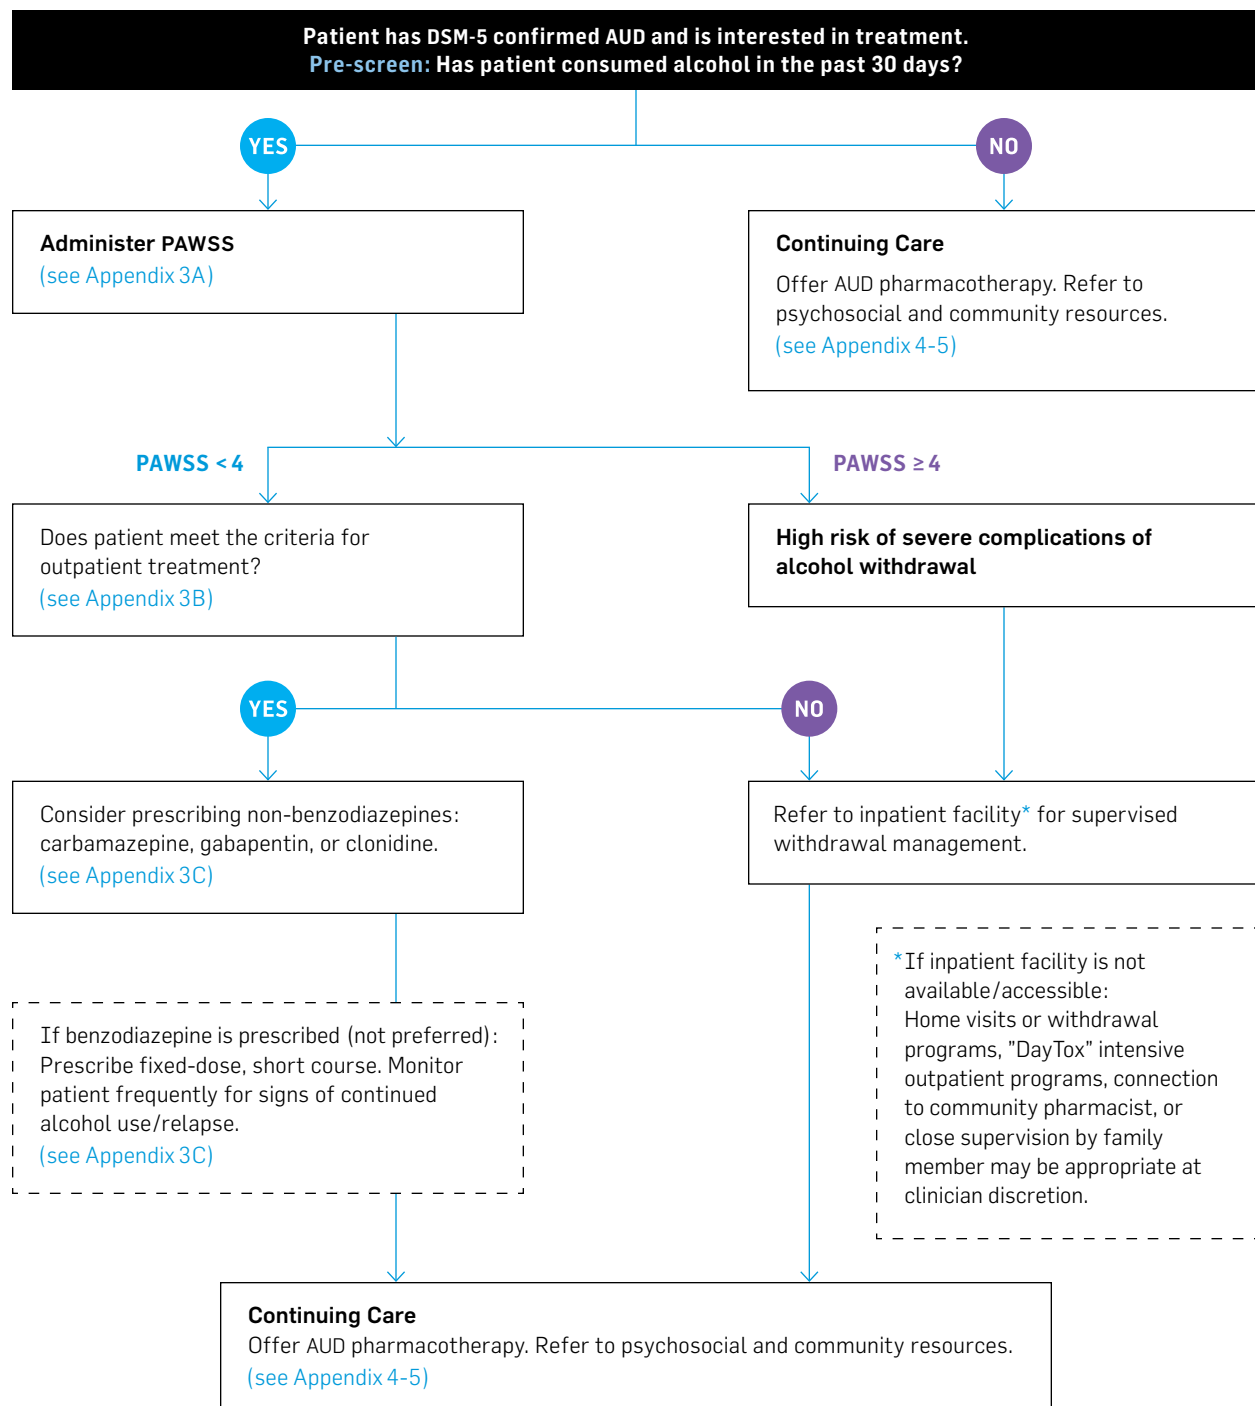 Patient has DSM-5 confirmed AUD and is interested in treatment.
Pre-screen: Has patient consumed alcohol in the past 30 days?
YES
NO
Administer PAWSS
(see Appendix 3A)
Continuing Care
Offer AUD pharmacotherapy. Refer to
psychosocial and community resources.
(see Appendix 4-5)
PAWSS < 4
PAWSS ≥ 4
Does patient meet the criteria for
outpatient treatment?
(see Appendix 3B)
High risk of severe complications of
alcohol withdrawal
YES
NO
Consider prescribing non-benzodiazepines:
carbamazepine, gabapentin, or clonidine.
(see Appendix 3C)
Refer to inpatient facility* for supervised
withdrawal management.
If benzodiazepine is prescribed (not preferred):
Prescribe fixed-dose, short course. Monitor
patient frequently for signs of continued
alcohol use/relapse.
(see Appendix 3C)
*If inpatient facility is not
available/accessible:
Home visits or withdrawal
programs, "DayTox" intensive
outpatient programs, connection
to community pharmacist, or
close supervision by family
member may be appropriate at
clinician discretion.
Continuing Care
Offer AUD pharmacotherapy. Refer to psychosocial and community resources.
(see Appendix 4-5)